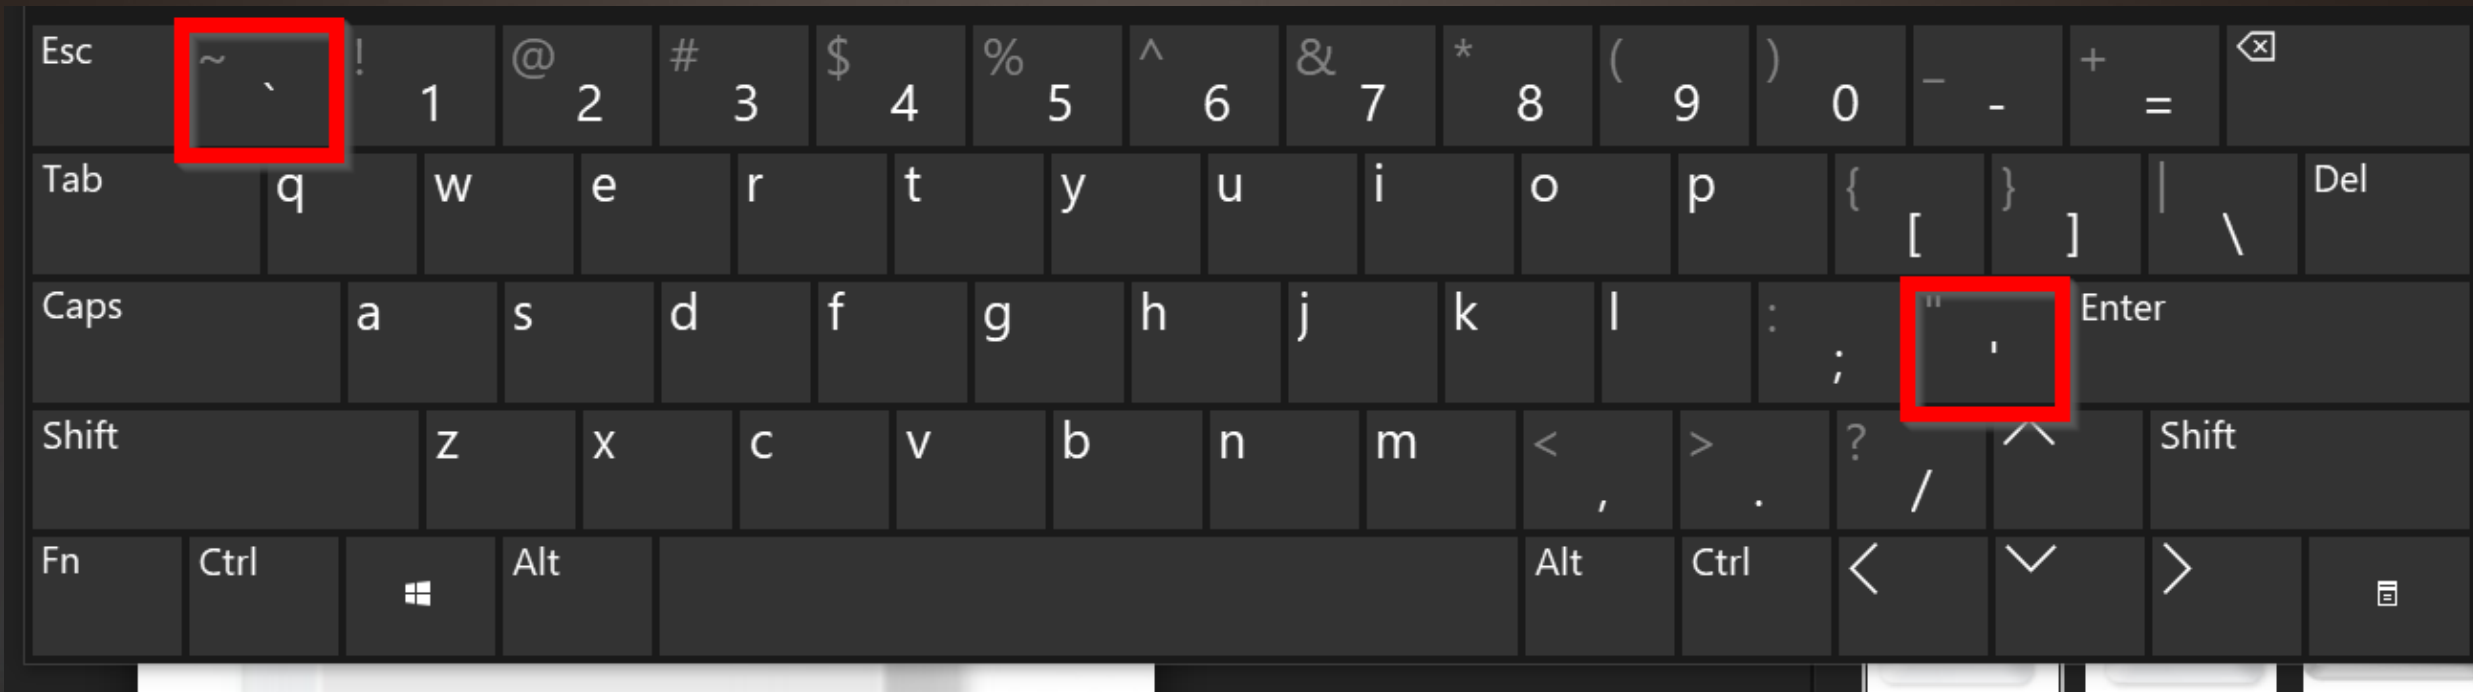 Esc ~ ` ! 1 @ 2 # 3 $ 4 % 5 ^ 6 & 7 * 8 ( 9 ) 0 _ - + =
Tab q w e r t y u i o p { [ } ] | \ Del
Caps a s d f g h j k l : ; " ' Enter
Shift z x c v b n m < , > . ? / Shift
Fn Ctrl Alt Alt Ctrl